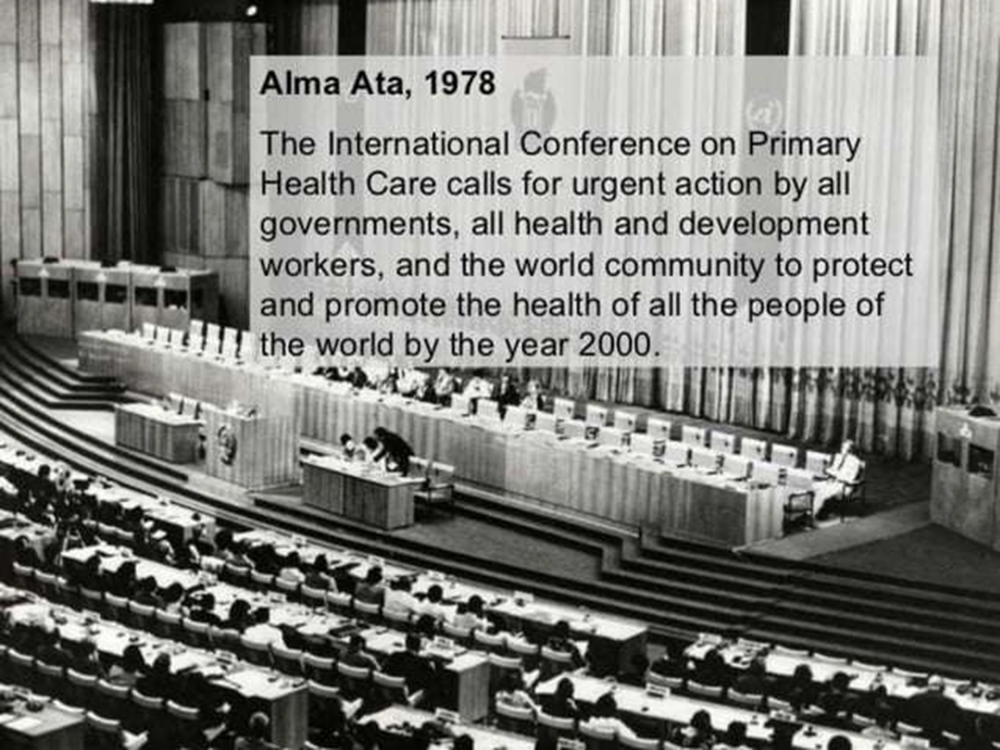 Alma Ata, 1978
The International Conference on Primary
Health Care calls for urgent action by all
governments, all health and development
workers, and the world community to protect
and promote the health of all the people of
the world by the year 2000.